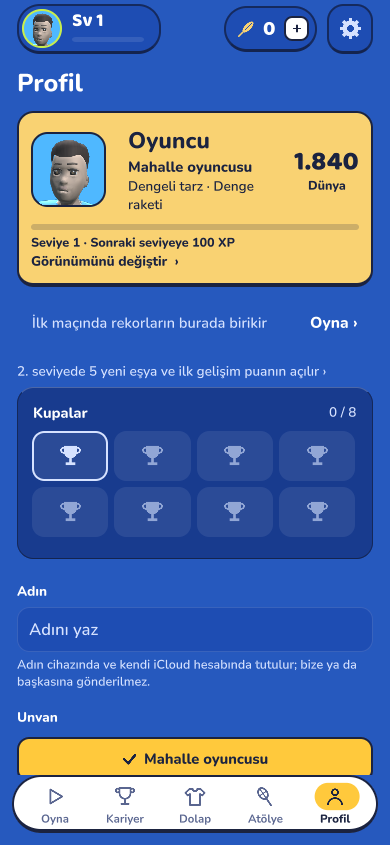 Sv 1
0
+
Profil
Oyuncu
Mahalle oyuncusu
Dengeli tarz · Denge
raketi
1.840
Dünya
Seviye 1 · Sonraki seviyeye 100 XP
Görünümünü değiştir ›
İlk maçında rekorların burada birikir
Oyna ›
2. seviyede 5 yeni eşya ve ilk gelişim puanın açılır ›
Kupalar
0 / 8
Adın
Adını yaz
Adın cihazında ve kendi iCloud hesabında tutulur; bize ya da
başkasına gönderilmez.
Unvan
Mahalle oyuncusu
Oyna
Kariyer
Dolap
Atölye
Profil